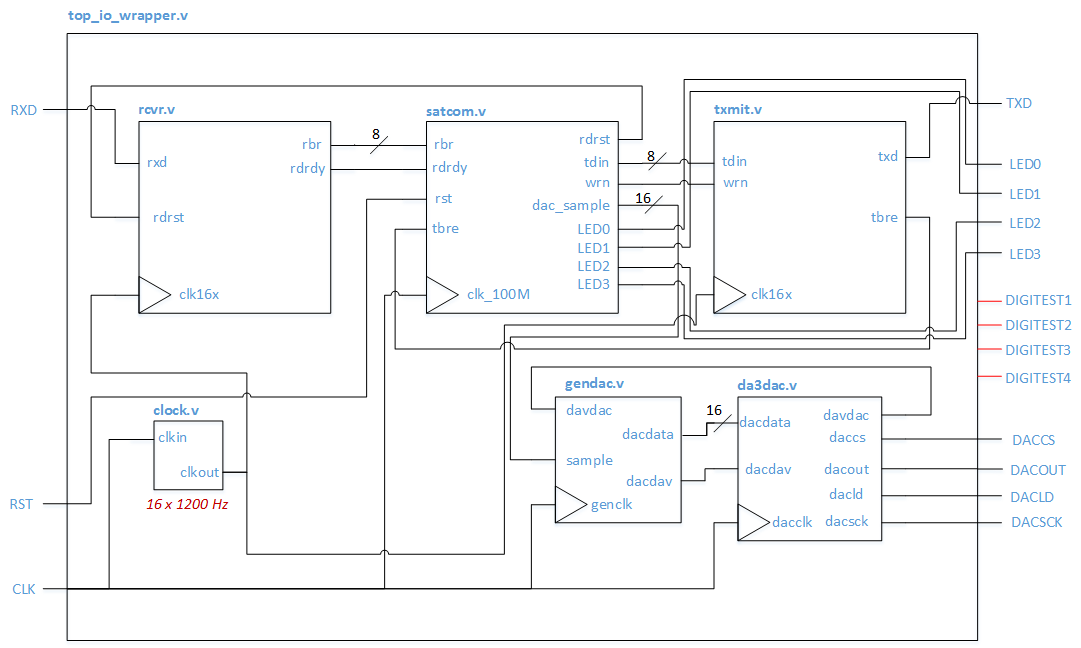 top_io_wrapper.v
RXD
rcvr.v
satcom.v
txmit.v
TXD
rxd
rbr
rdrdy
rdrst
clk16x
8
rbr
rdrdy
rst
tbre
clk_100M
rdrst
tdin
wrn
dac_sample
LED0
LED1
LED2
LED3
8
16
tdin
wrn
clk16x
txd
tbre
LED0
LED1
LED2
LED3
DIGITEST1
DIGITEST2
DIGITEST3
DIGITEST4
clock.v
clkin
clkout
16 x 1200 Hz
gendac.v
davdac
dacdata
sample
dacdav
genclk
16
da3dac.v
dacdata
dacdav
dacclk
davdac
daccs
dacout
dacld
dacsck
DACCS
DACOUT
DACLD
DACSCK
RST
CLK